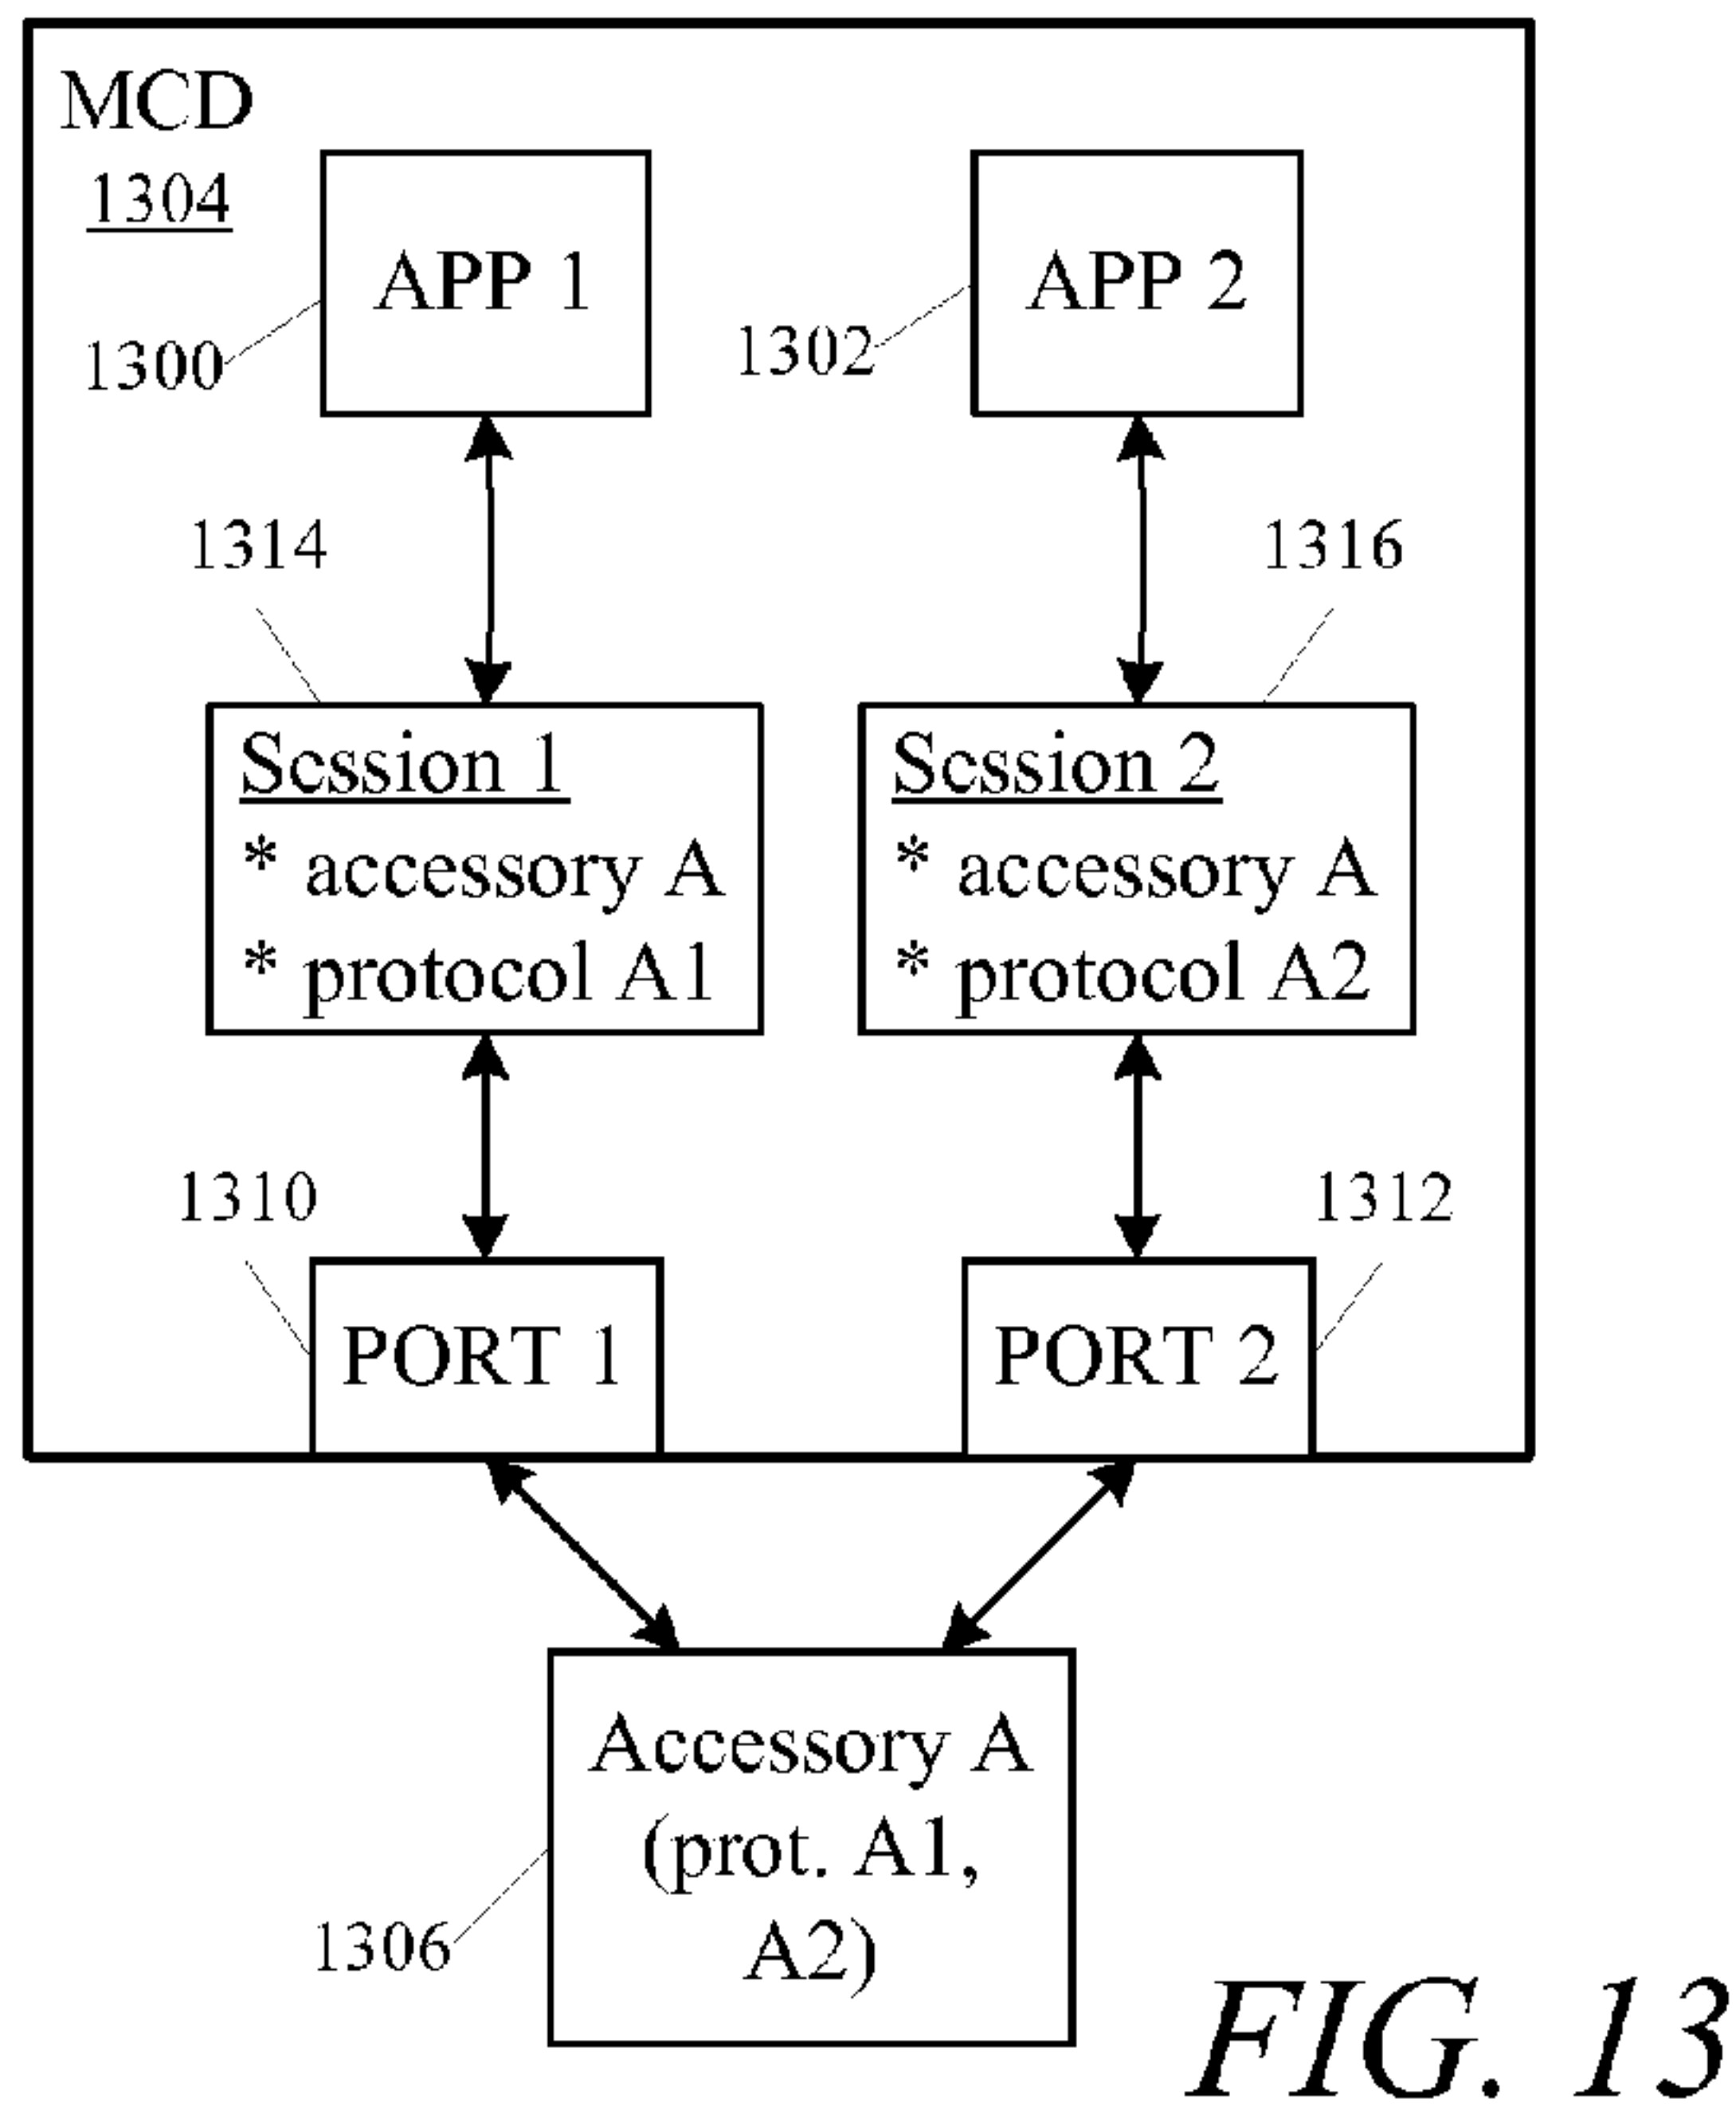 MCD
1304
APP 1
APP 2
1300
1302
1314
1316
Session 1
* accessory A
* protocol A1
Session 2
* accessory A
* protocol A2
1310
1312
PORT 1
PORT 2
Accessory A
(prot. A1,
A2)
1306
FIG. 13